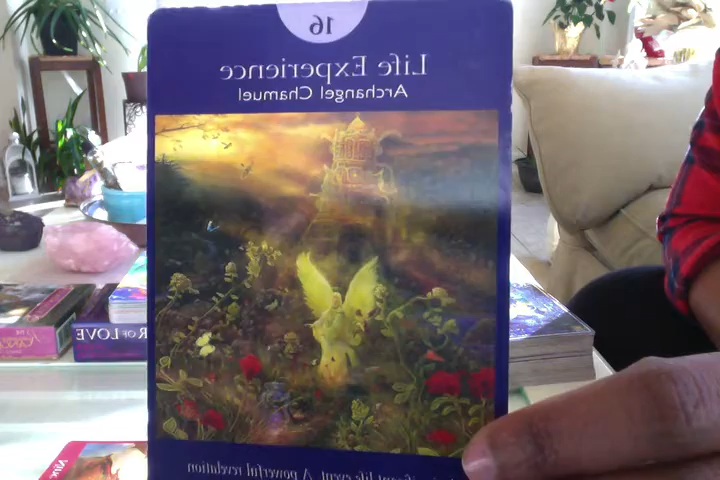 16
Life Experience
Archangel Chamuel
life event. A powerful revelation
OF LOVE